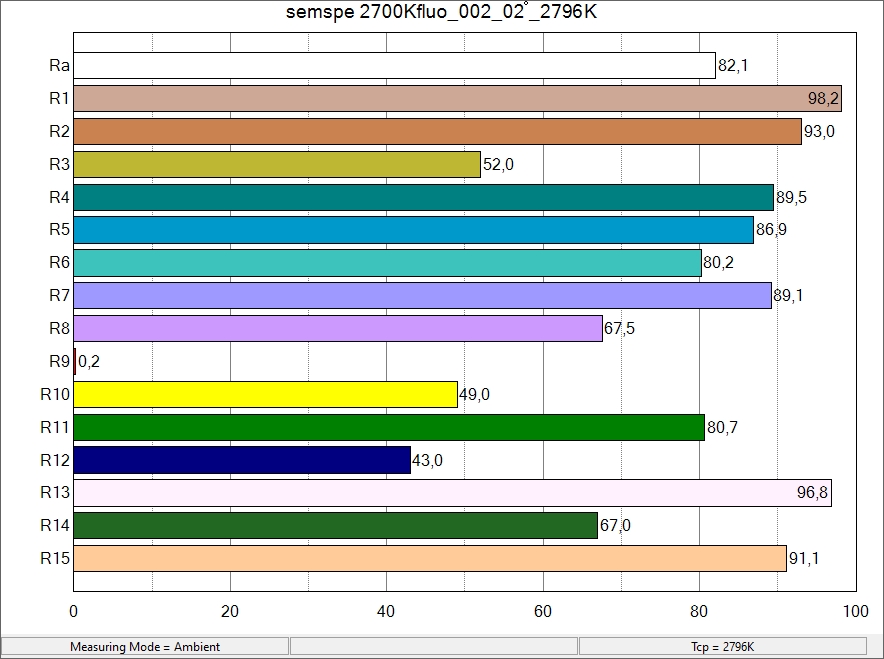 semspe 2700Kfluo_002_02°_2796K
Ra 82,1
R1 98,2
R2 93,0
R3 52,0
R4 89,5
R5 86,9
R6 80,2
R7 89,1
R8 67,5
R9 0,2
R10 49,0
R11 80,7
R12 43,0
R13 96,8
R14 67,0
R15 91,1
0 20 40 60 80 100
Measuring Mode = Ambient Tcp = 2796K